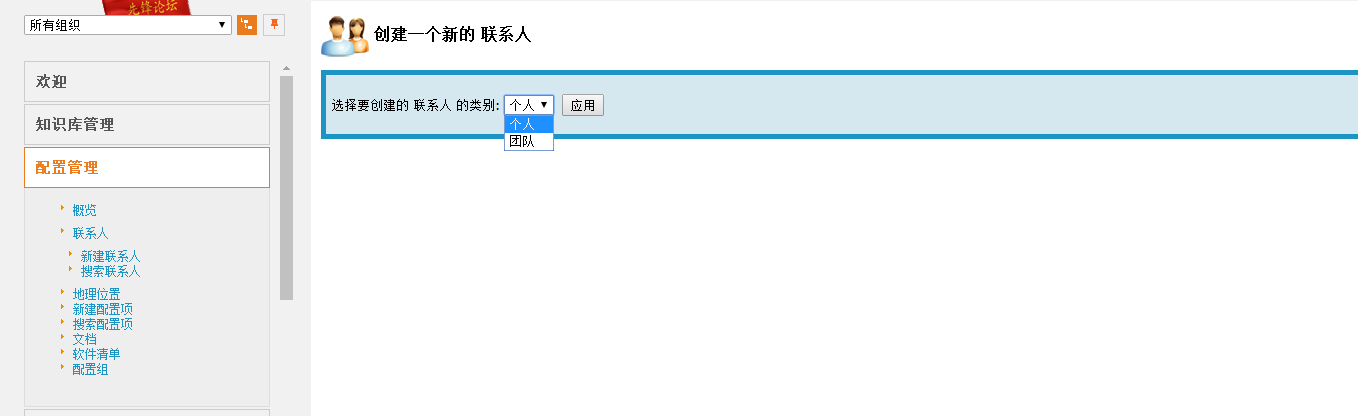 先锋论坛
所有组织
欢迎
知识库管理
配置管理
概览
联系人
新建联系人
搜索联系人
地理位置
新建配置项
搜索配置项
文档
软件清单
配置组
创建一个新的 联系人
选择要创建的 联系人 的类别: 个人 应用
个人
团队